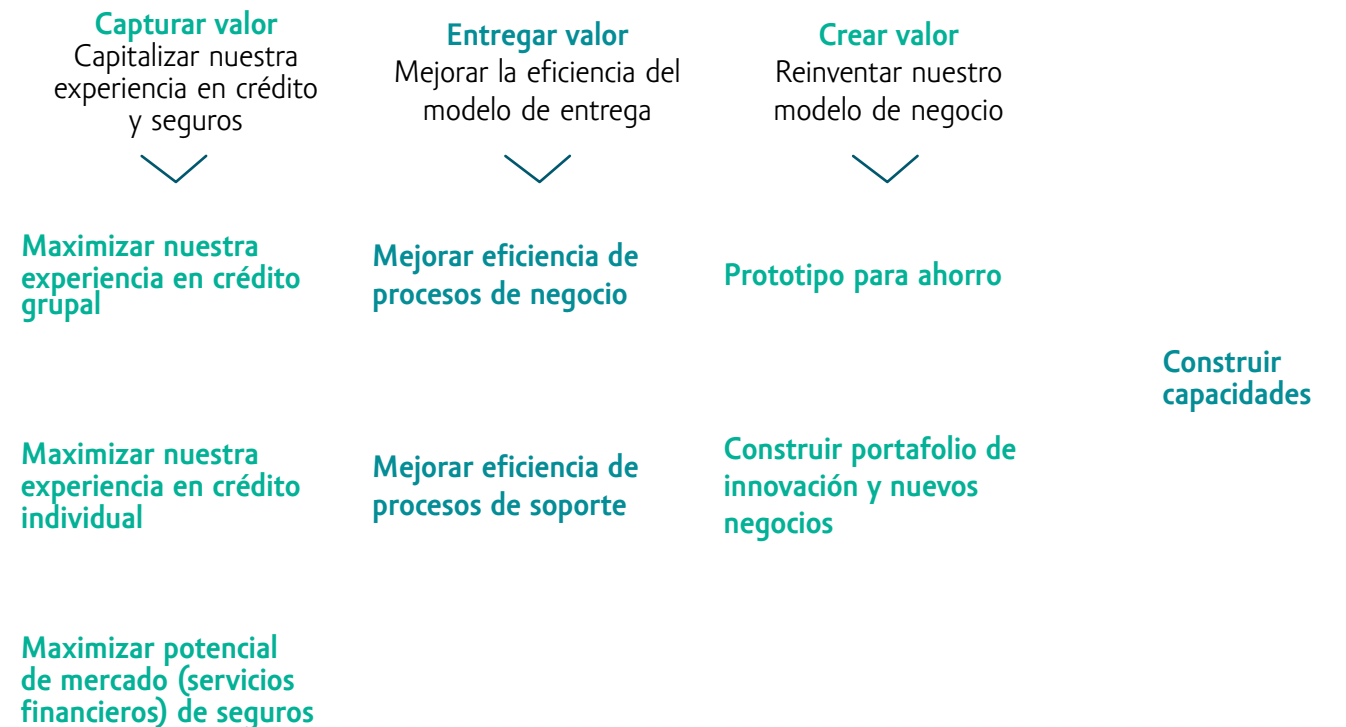 Capturar valor
Capitalizar nuestra
experiencia en crédito
y seguros
Entregar valor
Mejorar la eficiencia del
modelo de entrega
Crear valor
Reinventar nuestro
modelo de negocio
Maximizar nuestra
experiencia en crédito
grupal
Mejorar eficiencia de
procesos de negocio
Prototipo para ahorro
Construir
capacidades
Maximizar nuestra
experiencia en crédito
individual
Mejorar eficiencia de
procesos de soporte
Construir portafolio de
innovación y nuevos
negocios
Maximizar potencial
de mercado (servicios
financieros) de seguros